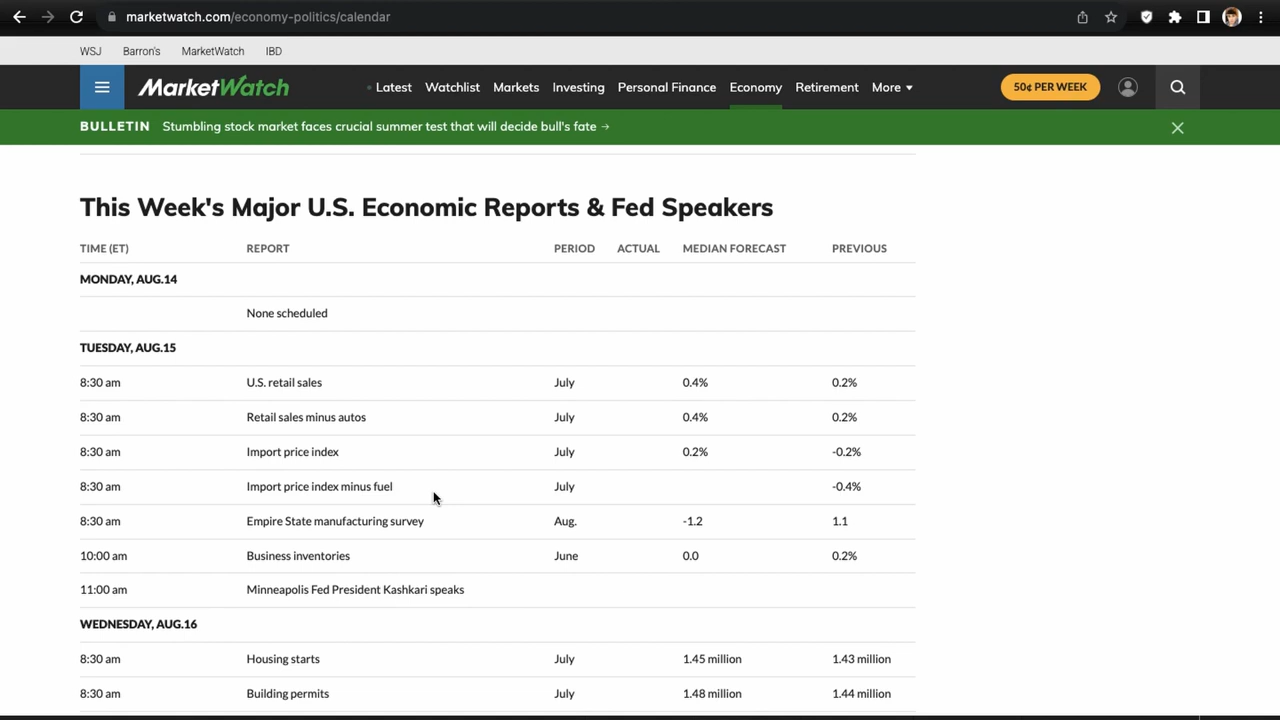 marketwatch.com/economy-politics/calendar
WSJ Barron's MarketWatch IBD
MarketWatch Latest Watchlist Markets Investing Personal Finance Economy Retirement More 50¢ PER WEEK
BULLETIN Stumbling stock market faces crucial summer test that will decide bull's fate →
This Week's Major U.S. Economic Reports & Fed Speakers
TIME (ET) REPORT PERIOD ACTUAL MEDIAN FORECAST PREVIOUS
MONDAY, AUG.14
None scheduled
TUESDAY, AUG.15
8:30 am U.S. retail sales July 0.4% 0.2%
8:30 am Retail sales minus autos July 0.4% 0.2%
8:30 am Import price index July 0.2% -0.2%
8:30 am Import price index minus fuel July -0.4%
8:30 am Empire State manufacturing survey Aug. -1.2 1.1
10:00 am Business inventories June 0.0 0.2%
11:00 am Minneapolis Fed President Kashkari speaks
WEDNESDAY, AUG.16
8:30 am Housing starts July 1.45 million 1.43 million
8:30 am Building permits July 1.48 million 1.44 million